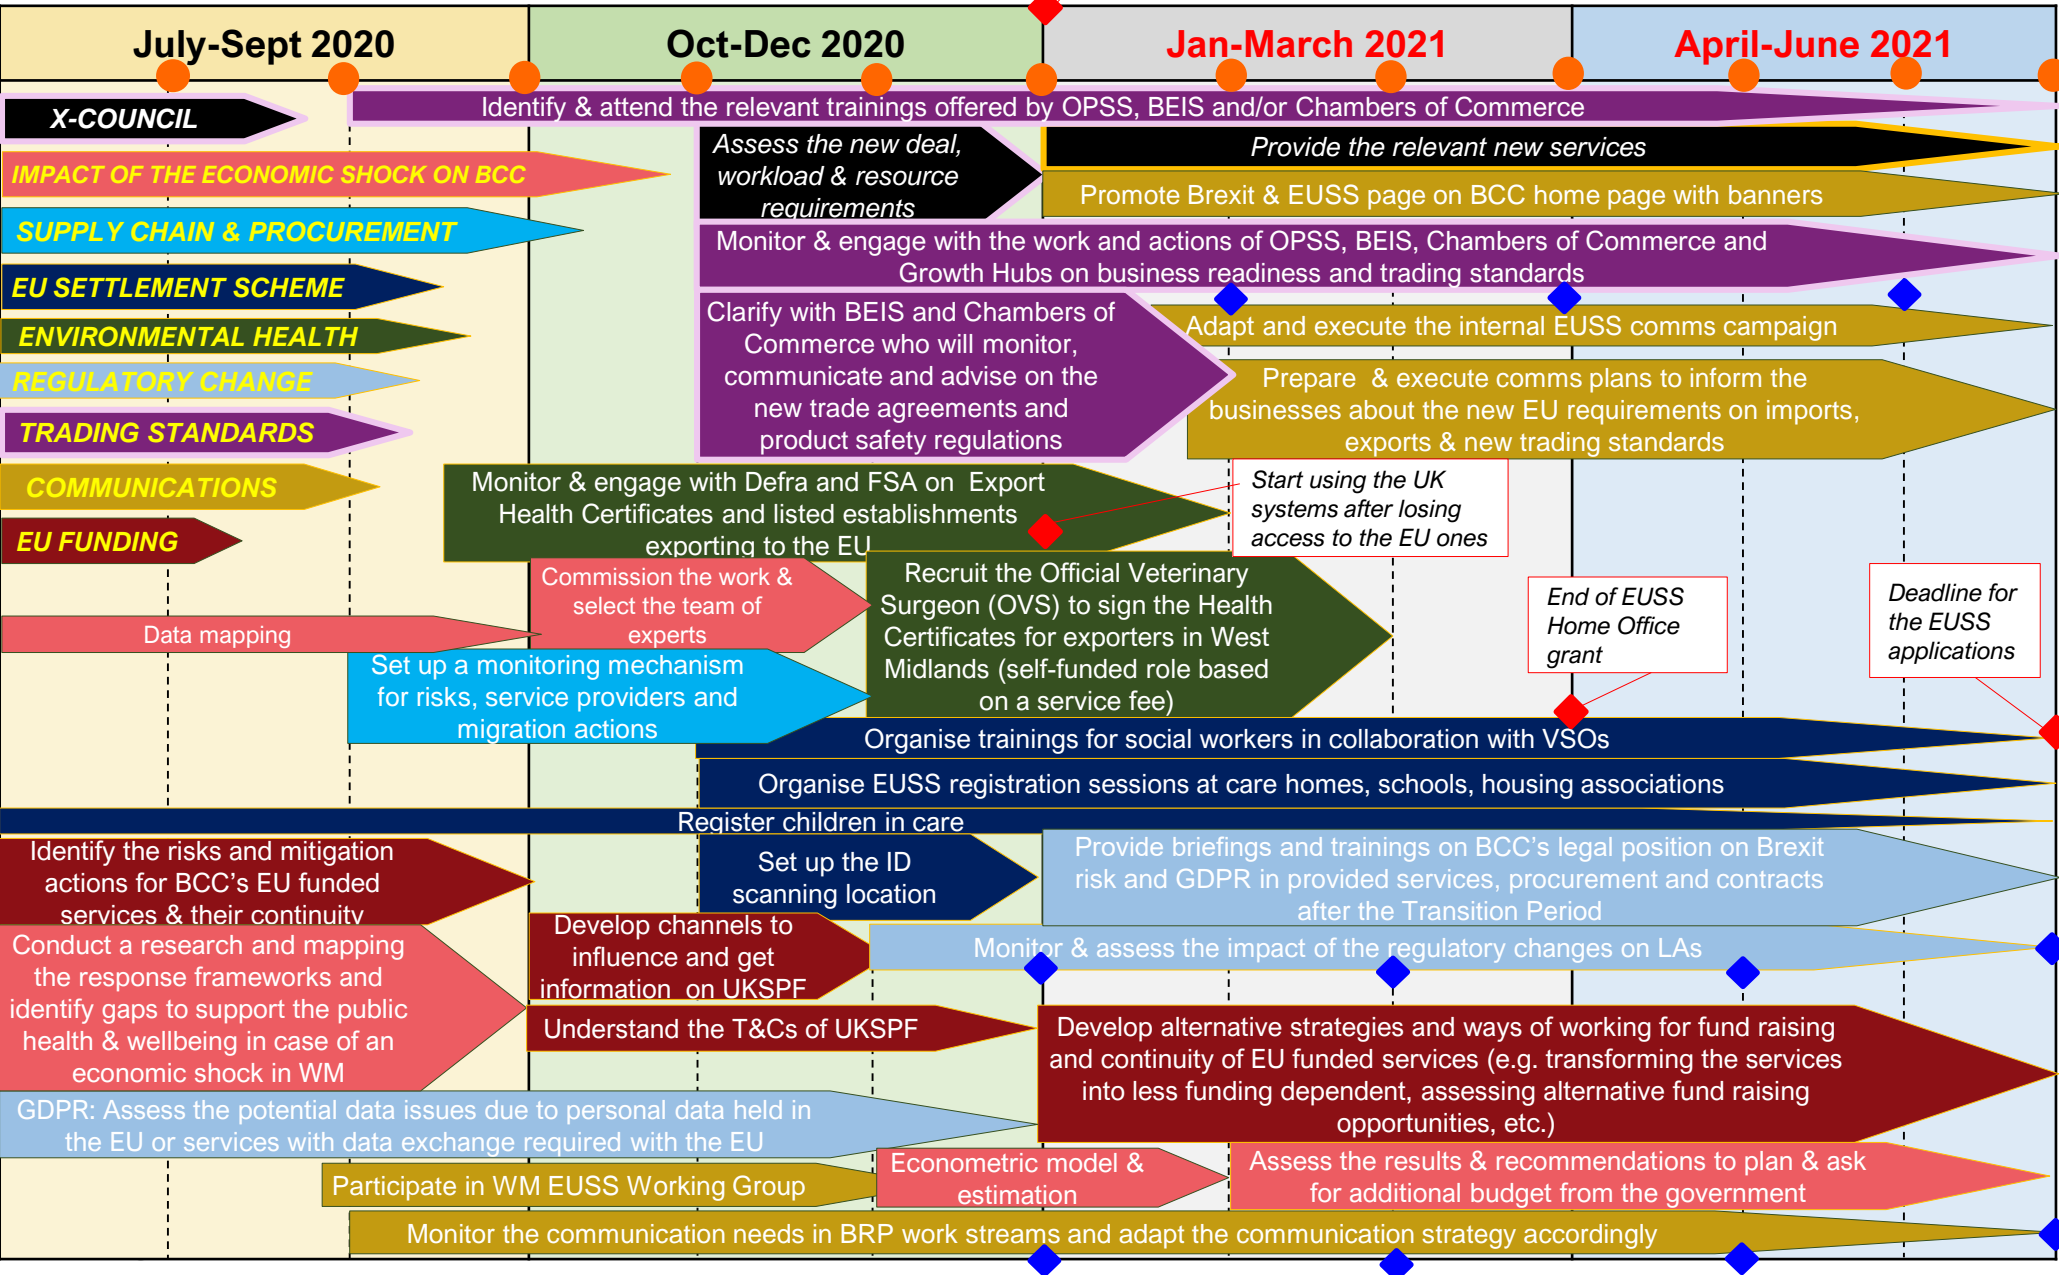 July-Sept 2020
Oct-Dec 2020
Jan-March 2021
April-June 2021
X-COUNCIL
Identify & attend the relevant trainings offered by OPSS, BEIS and/or Chambers of Commerce
Assess the new deal,
workload & resource
requirements
Provide the relevant new services
IMPACT OF THE ECONOMIC SHOCK ON BCC
Promote Brexit & EUSS page on BCC home page with banners
SUPPLY CHAIN & PROCUREMENT
Monitor & engage with the work and actions of OPSS, BEIS, Chambers of Commerce and
Growth Hubs on business readiness and trading standards
EU SETTLEMENT SCHEME
Clarify with BEIS and Chambers of
Commerce who will monitor,
communicate and advise on the
new trade agreements and
product safety regulations
Adapt and execute the internal EUSS comms campaign
ENVIRONMENTAL HEALTH
REGULATORY CHANGE
Prepare & execute comms plans to inform the
businesses about the new EU requirements on imports,
exports & new trading standards
TRADING STANDARDS
COMMUNICATIONS
Monitor & engage with Defra and FSA on Export
Health Certificates and listed establishments
exporting to the EU
Start using the UK
systems after losing
access to the EU ones
EU FUNDING
Commission the work &
select the team of
experts
Recruit the Official Veterinary
Surgeon (OVS) to sign the Health
Certificates for exporters in West
Midlands (self-funded role based
on a service fee)
End of EUSS
Home Office
grant
Deadline for
the EUSS
applications
Data mapping
Set up a monitoring mechanism
for risks, service providers and
migration actions
Organise trainings for social workers in collaboration with VSOs
Organise EUSS registration sessions at care homes, schools, housing associations
Register children in care
Identify the risks and mitigation
actions for BCC's EU funded
services & their continuity
Set up the ID
scanning location
Provide briefings and trainings on BCC's legal position on Brexit
risk and GDPR in provided services, procurement and contracts
after the Transition Period
Develop channels to
influence and get
information on UKSPF
Conduct a research and mapping
the response frameworks and
identify gaps to support the public
health & wellbeing in case of an
economic shock in WM
Monitor & assess the impact of the regulatory changes on LAs
Understand the T&Cs of UKSPF
Develop alternative strategies and ways of working for fund raising
and continuity of EU funded services (e.g. transforming the services
into less funding dependent, assessing alternative fund raising
opportunities, etc.)
GDPR: Assess the potential data issues due to personal data held in
the EU or services with data exchange required with the EU
Econometric model &
estimation
Assess the results & recommendations to plan & ask
for additional budget from the government
Participate in WM EUSS Working Group
Monitor the communication needs in BRP work streams and adapt the communication strategy accordingly